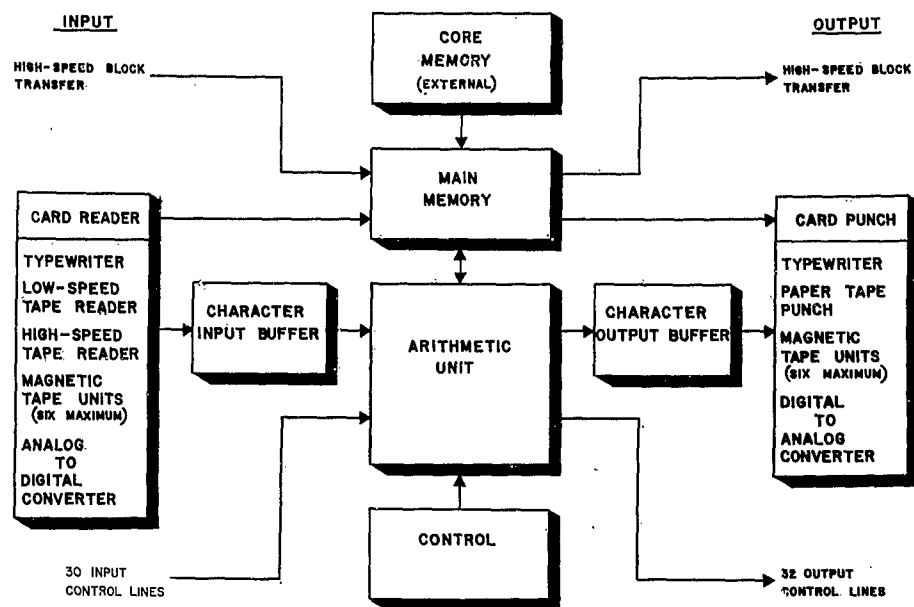 INPUT
HIGH-SPEED BLOCK
TRANSFER
CARD READER
TYPEWRITER
LOW-SPEED
TAPE READER
HIGH-SPEED
TAPE READER
MAGNETIC
TAPE UNITS
(SIX MAXIMUM)
ANALOG
TO
DIGITAL
CONVERTER
30 INPUT
CONTROL LINES
CHARACTER
INPUT BUFFER
CORE
MEMORY
(EXTERNAL)
MAIN
MEMORY
ARITHMETIC
UNIT
CONTROL
CHARACTER
OUTPUT BUFFER
OUTPUT
HIGH-SPEED BLOCK
TRANSFER
CARD PUNCH
TYPEWRITER
PAPER TAPE
PUNCH
MAGNETIC
TAPE UNITS
(SIX MAXIMUM)
DIGITAL
TO
ANALOG
CONVERTER
32 OUTPUT
CONTROL LINES